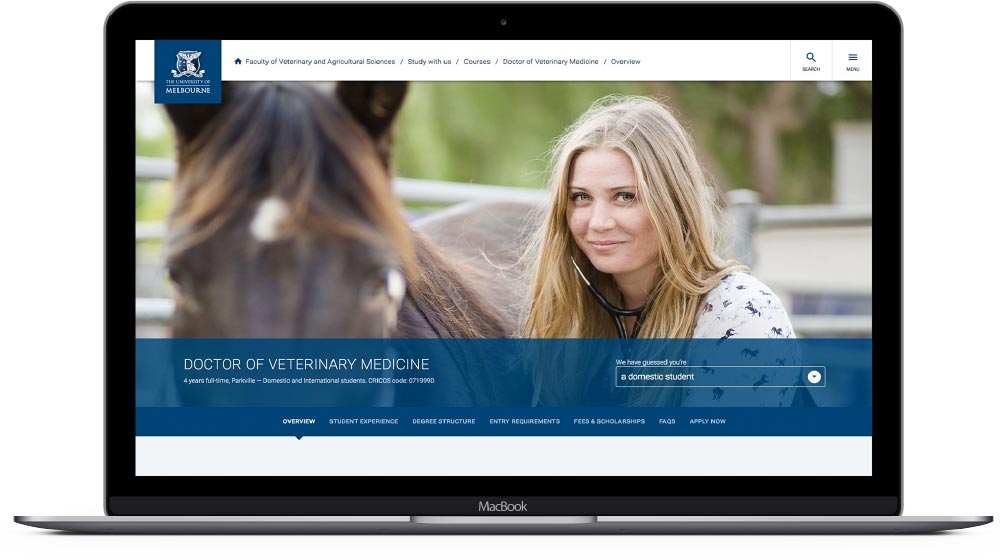 THE UNIVERSITY OF
MELBOURNE
Faculty of Veterinary and Agricultural Sciences / Study with us / Courses / Doctor of Veterinary Medicine / Overview
SEARCH
MENU
DOCTOR OF VETERINARY MEDICINE
4 years full-time, Parkville — Domestic and International students. CRICOS code: 071999D
We have guessed you're
a domestic student
OVERVIEW STUDENT EXPERIENCE DEGREE STRUCTURE ENTRY REQUIREMENTS FEES & SCHOLARSHIPS FAQS APPLY NOW
MacBook